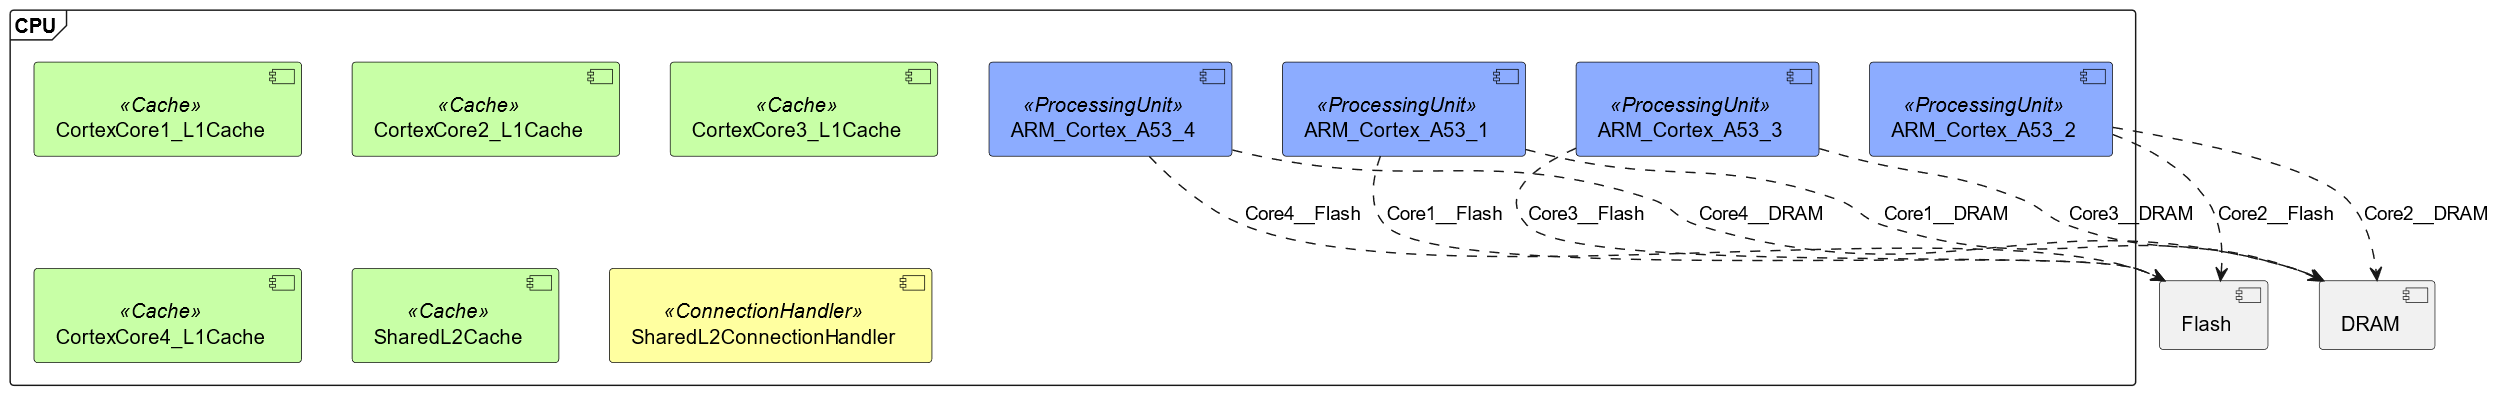 CPU
«Cache»
CortexCore1_L1Cache
«Cache»
CortexCore2_L1Cache
«Cache»
CortexCore3_L1Cache
«ProcessingUnit»
ARM_Cortex_A53_4
«ProcessingUnit»
ARM_Cortex_A53_1
«ProcessingUnit»
ARM_Cortex_A53_3
«ProcessingUnit»
ARM_Cortex_A53_2
Core4__Flash
Core1__Flash
Core3__Flash
Core4__DRAM
Core1__DRAM
Core3__DRAM
Core2__Flash
Core2__DRAM
«Cache»
CortexCore4_L1Cache
«Cache»
SharedL2Cache
«ConnectionHandler»
SharedL2ConnectionHandler
Flash
DRAM